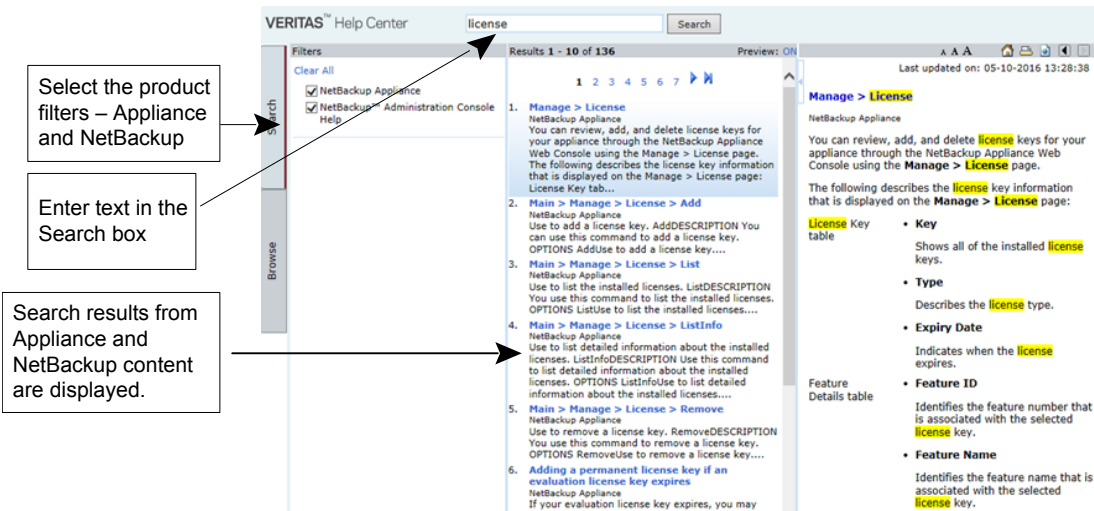 VERITAS™ Help Center
license
Search
Select the product
filters – Appliance
and NetBackup
Enter text in the
Search box
Search results from
Appliance and
NetBackup content
are displayed.
Search
Browse
Filters
Clear All
NetBackup Appliance
NetBackup™ Administration Console
Help
Results 1 - 10 of 136
Preview: ON
1 2 3 4 5 6 7
1. Manage > License
NetBackup Appliance
You can review, add, and delete license keys for
your appliance through the NetBackup Appliance
Web Console using the Manage > License page.
The following describes the license key information
that is displayed on the Manage > License page:
License Key tab...
2. Main > Manage > License > Add
NetBackup Appliance
Use to add a license key. AddDESCRIPTION You
can use this command to add a license key.
OPTIONS AddUse to add a license key....
3. Main > Manage > License > List
NetBackup Appliance
Use to list the installed licenses. ListDESCRIPTION
You use this command to list the installed licenses.
OPTIONS ListUse to list the installed licenses....
4. Main > Manage > License > ListInfo
NetBackup Appliance
Use to list detailed information about the installed
licenses. ListInfoDESCRIPTION Use this command
to list detailed information about the installed
licenses. OPTIONS ListInfoUse to list detailed
information about the installed licenses....
5. Main > Manage > License > Remove
NetBackup Appliance
Use to remove a license key. RemoveDESCRIPTION
You use this command to remove a license key.
OPTIONS RemoveUse to remove a license key....
6. Adding a permanent license key if an
evaluation license key expires
NetBackup Appliance
If your evaluation license key expires, you may
A A A
Last updated on: 05-10-2016 13:28:38
Manage > License
NetBackup Appliance
You can review, add, and delete license keys for your
appliance through the NetBackup Appliance Web
Console using the Manage > License page.
The following describes the license key information
that is displayed on the Manage > License page:
License Key
table
• Key
Shows all of the installed license
keys.
• Type
Describes the license type.
• Expiry Date
Indicates when the license
expires.
Feature
Details table
• Feature ID
Identifies the feature number that
is associated with the selected
license key.
• Feature Name
Identifies the feature name that is
associated with the selected
license key.